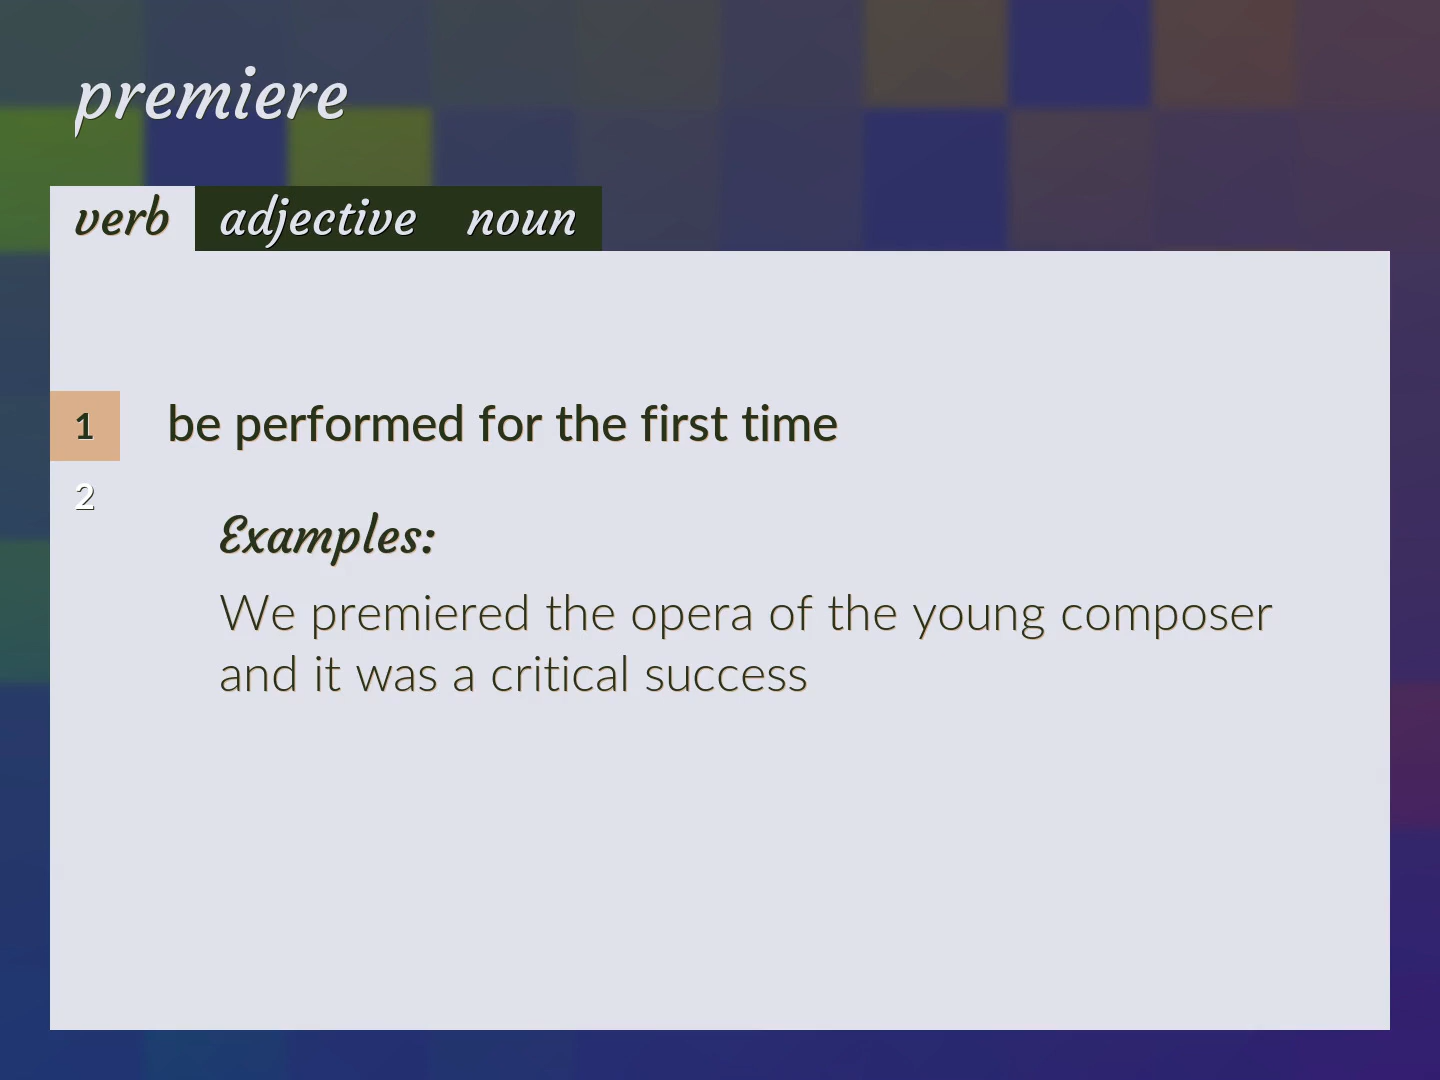 premiere
verb adjective noun
1 be performed for the first time
2
Examples:
We premiered the opera of the young composer
and it was a critical success